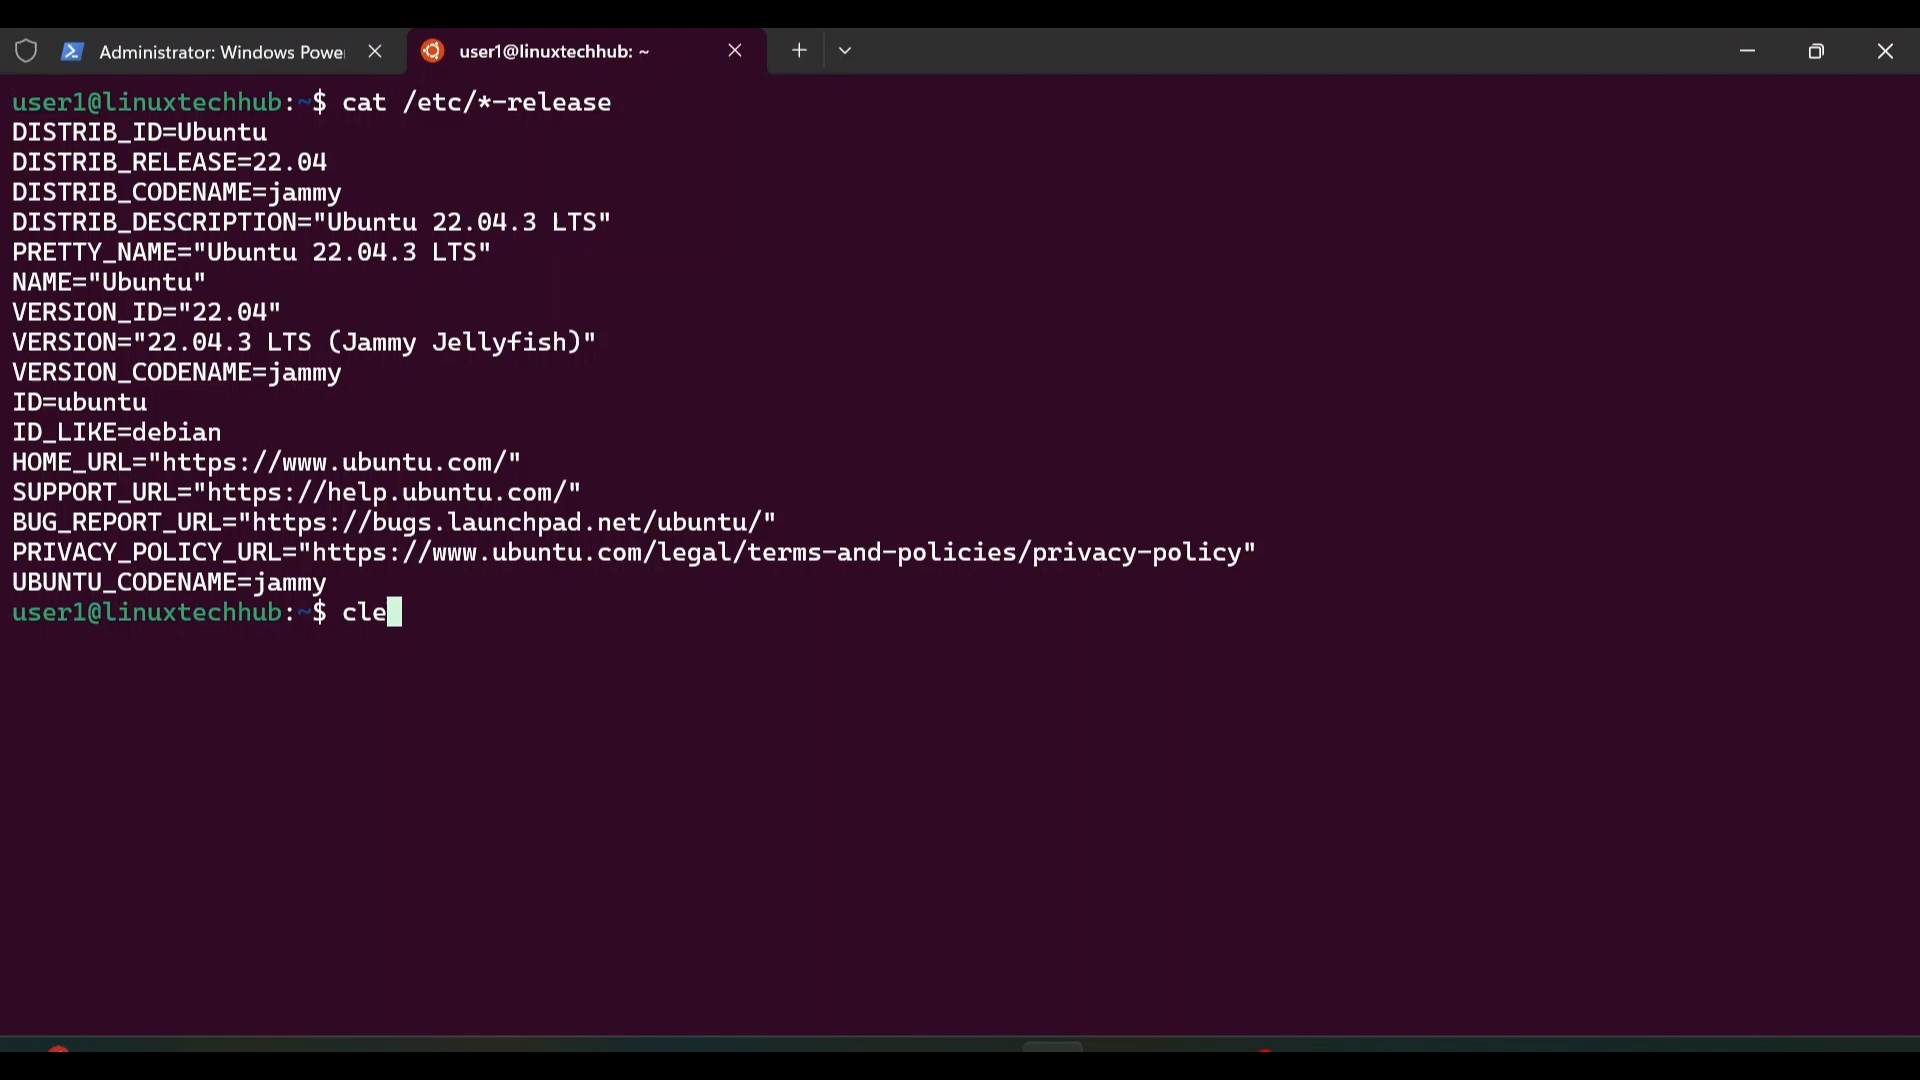 Administrator: Windows Powe
user1@linuxtechhub: ~
user1@linuxtechhub:~$ cat /etc/*-release
DISTRIB_ID=Ubuntu
DISTRIB_RELEASE=22.04
DISTRIB_CODENAME=jammy
DISTRIB_DESCRIPTION="Ubuntu 22.04.3 LTS"
PRETTY_NAME="Ubuntu 22.04.3 LTS"
NAME="Ubuntu"
VERSION_ID="22.04"
VERSION="22.04.3 LTS (Jammy Jellyfish)"
VERSION_CODENAME=jammy
ID=ubuntu
ID_LIKE=debian
HOME_URL="https://www.ubuntu.com/"
SUPPORT_URL="https://help.ubuntu.com/"
BUG_REPORT_URL="https://bugs.launchpad.net/ubuntu/"
PRIVACY_POLICY_URL="https://www.ubuntu.com/legal/terms-and-policies/privacy-policy"
UBUNTU_CODENAME=jammy
user1@linuxtechhub:~$ cle